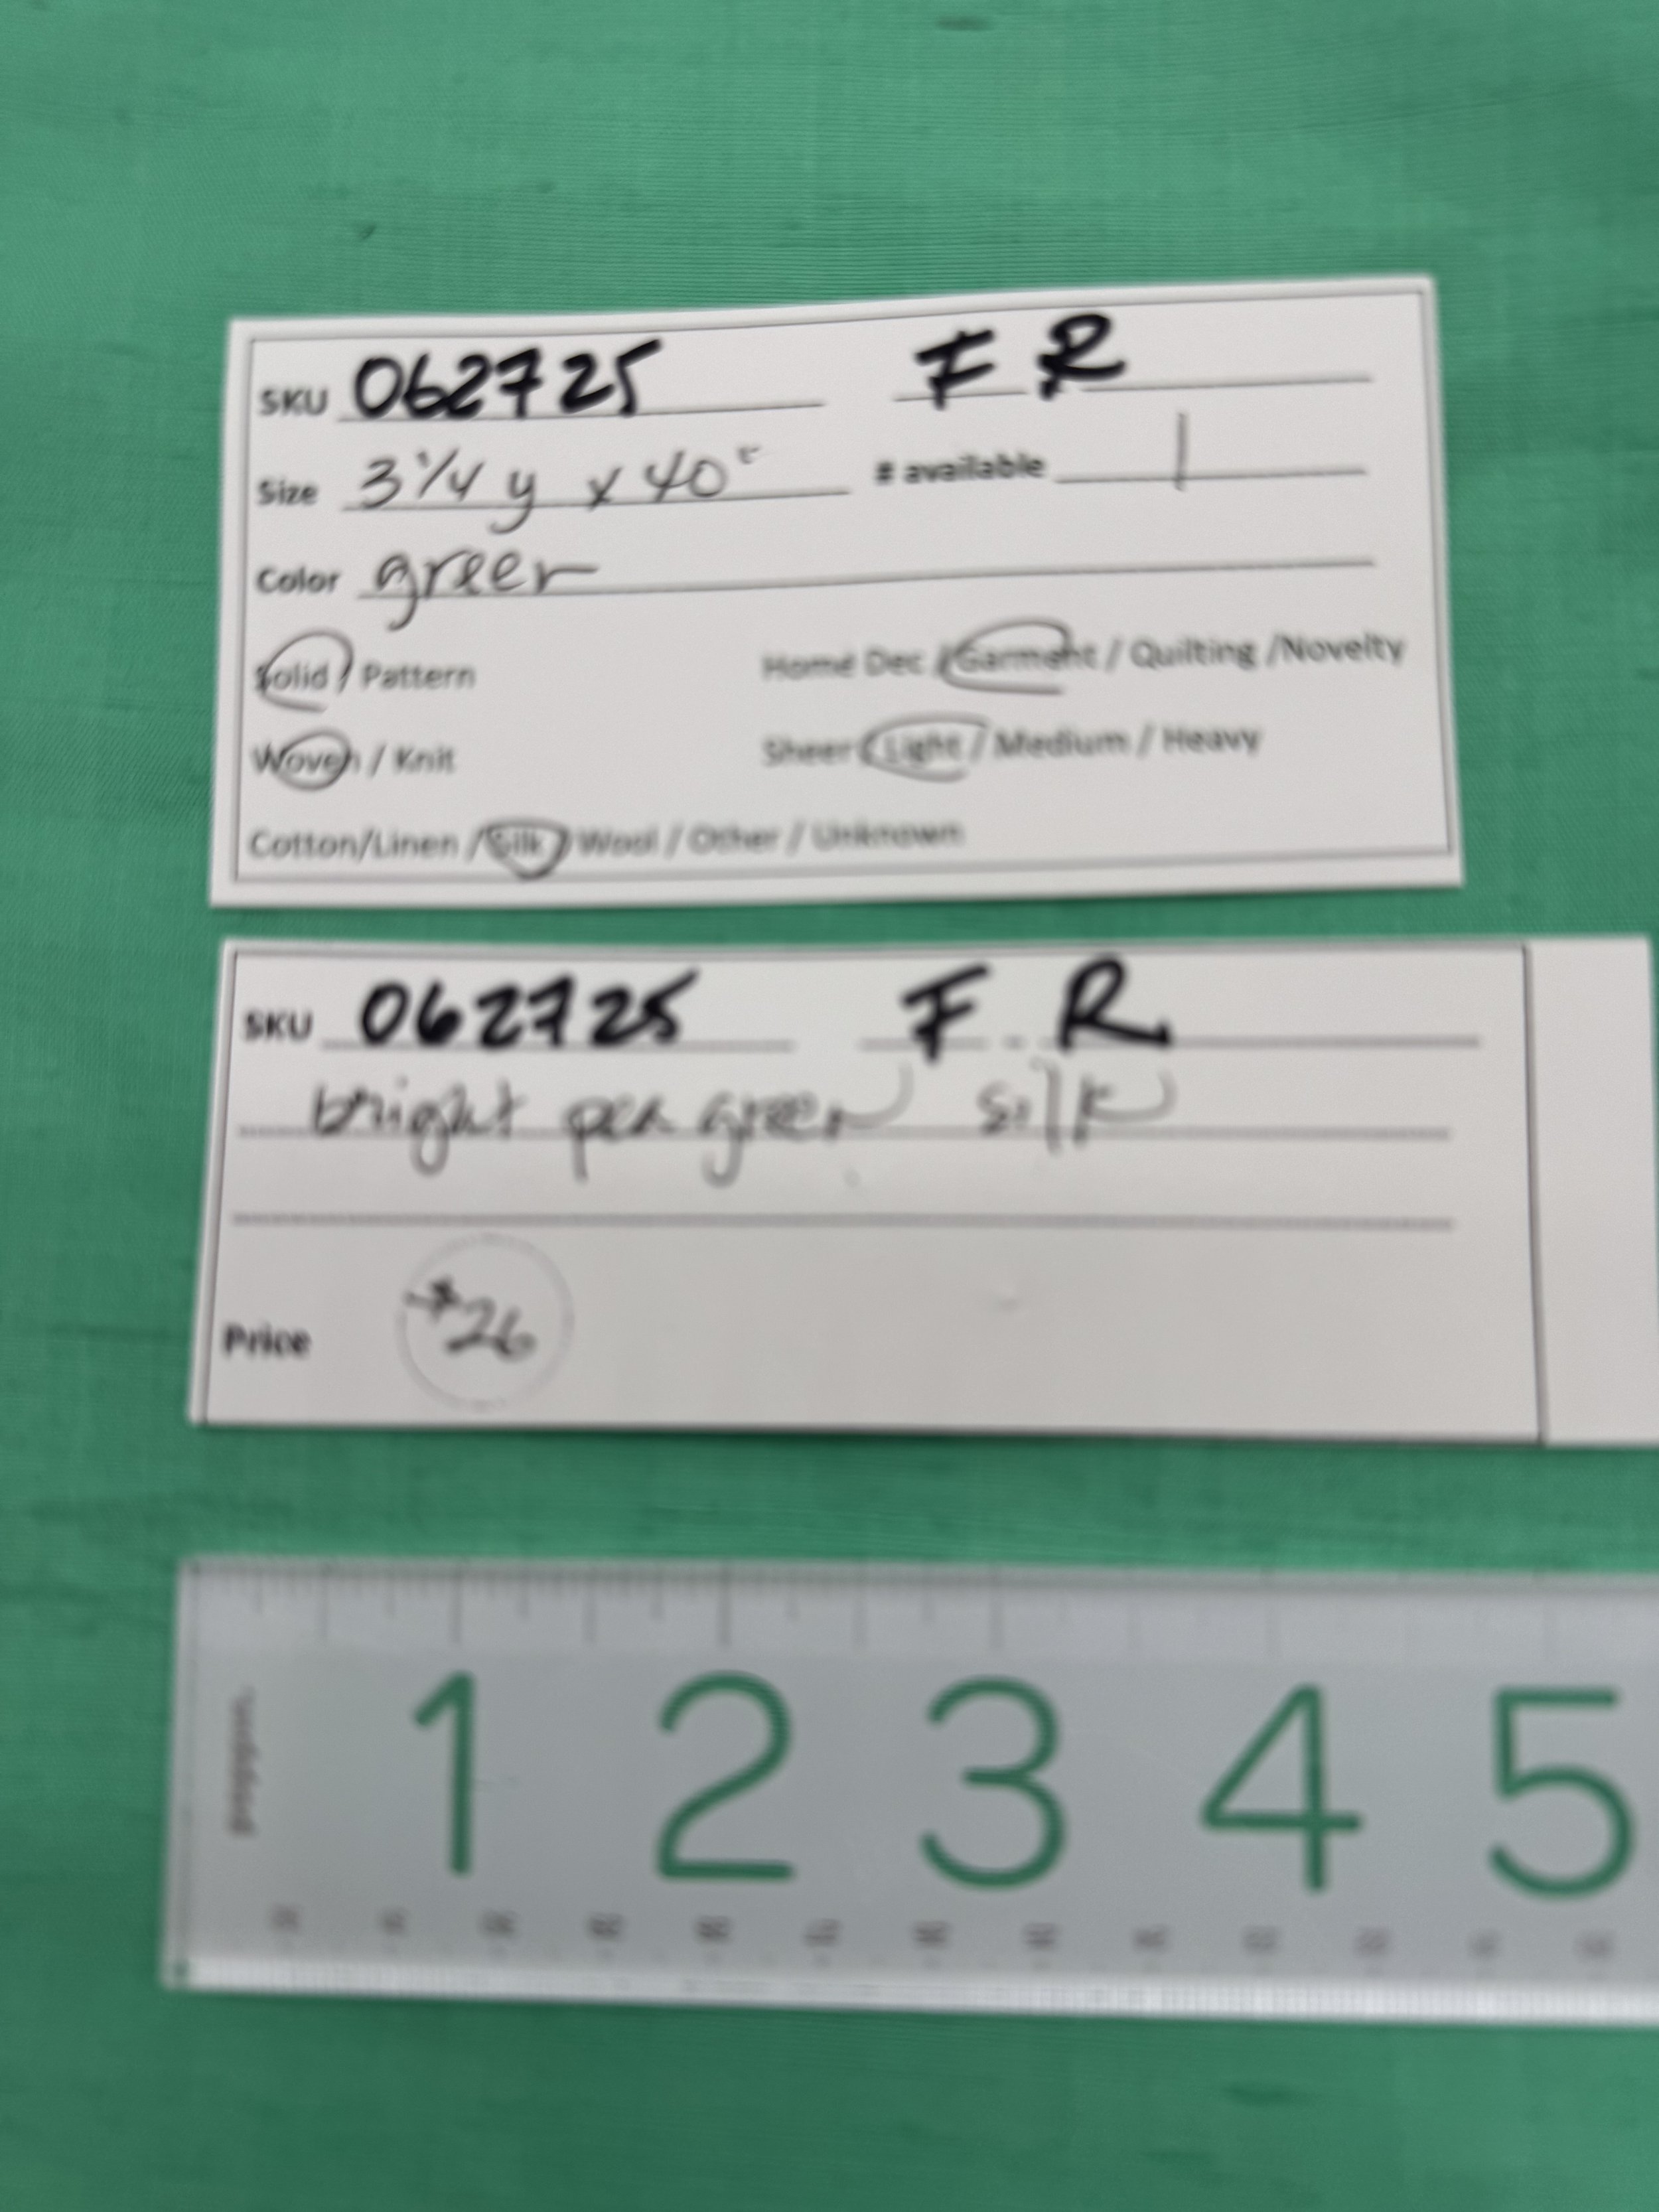 SKU 062725 F R
Size 3 1/4 y x 40" # available 1
Color green
Solid / Pattern Home Dec / Garment / Quilting /Novelty
Woven / Knit Sheer / Light / Medium / Heavy
Cotton/Linen / Silk / Wool / Other / Unknown
SKU 062725 F R
bright pea green silk
Price $26
1 2 3 4 5